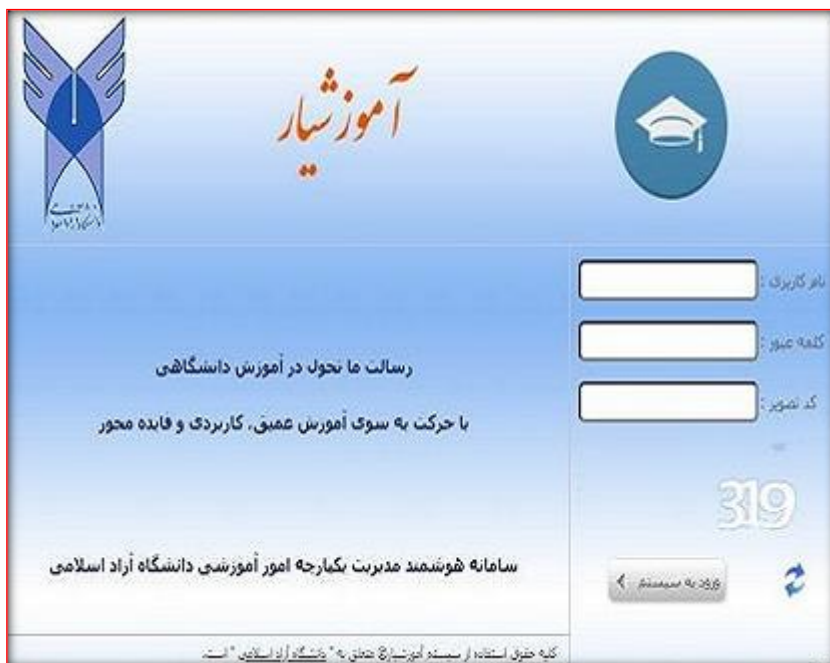 آموزشیار
نام کاربری :
کلمه عبور :
کد تصویر :
رسالت ما تحول در آموزش دانشگاهی
با حرکت به سوی آموزش عمیق، کاربردی و فایده محور
319
سامانه هوشمند مدیریت یکپارچه امور آموزشی دانشگاه آزاد اسلامی
ورود به سیستم
کلیه حقوق استفاده از سیستم آموزشیار© متعلق به " دانشگاه آزاد اسلامی " است.